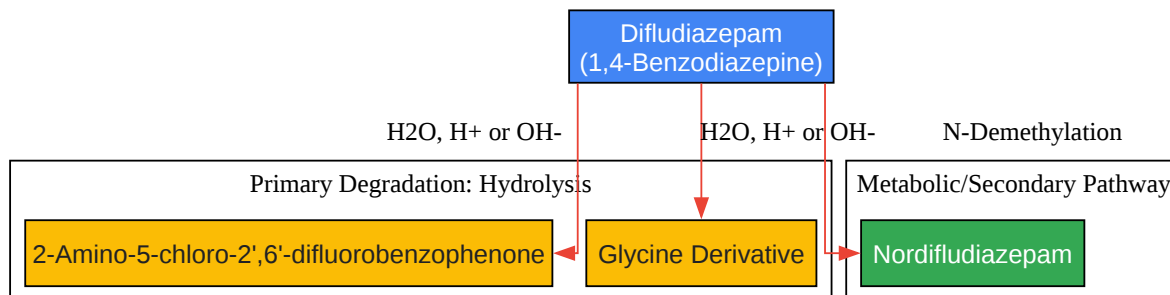 Difludiazepam
(1,4-Benzodiazepine)
H2O, H+ or OH-
H2O, H+ or OH-
N-Demethylation
Primary Degradation: Hydrolysis
Metabolic/Secondary Pathway
2-Amino-5-chloro-2',6'-difluorobenzophenone
Glycine Derivative
Nordifludiazepam